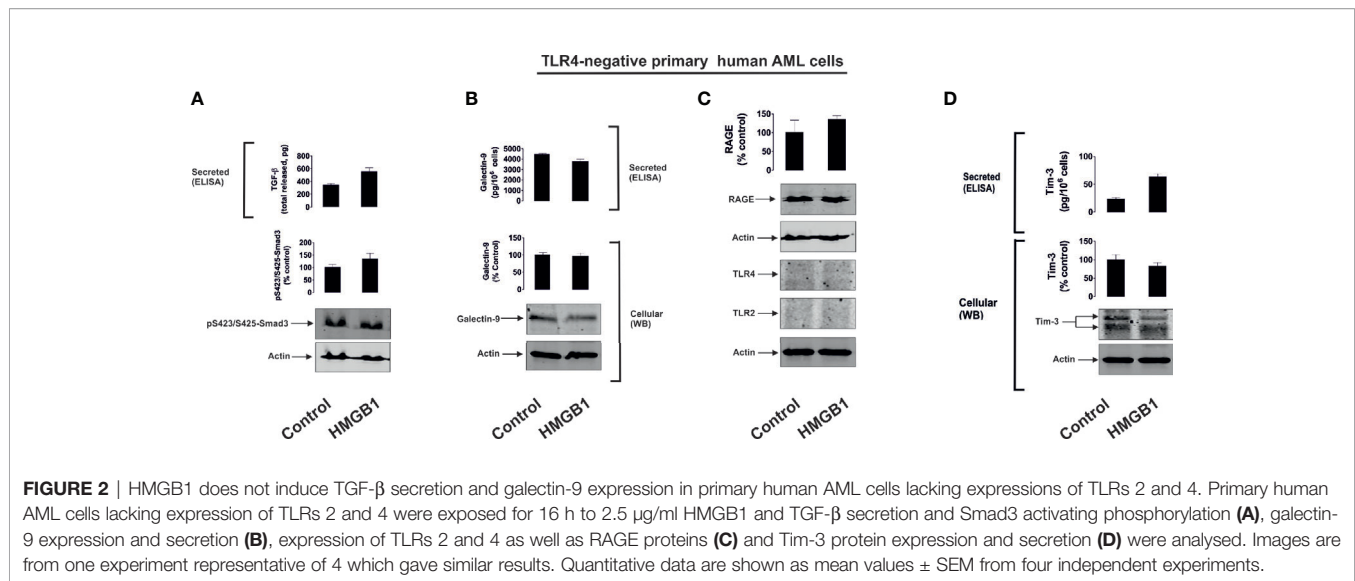 TLR4-negative primary human AML cells
A
Secreted
(ELISA)
TGF-β
(total released, pg)
800
600
400
200
0
pS423/S425-Smad3
(% control)
200
150
100
50
0
pS423/S425-Smad3
Actin
Control
HMGB1
B
Galectin-9
(pg/10⁶ cells)
5000
4000
3000
2000
1000
0
Secreted
(ELISA)
Galectin-9
(% Control)
150
100
50
0
Galectin-9
Actin
Cellular
(WB)
Control
HMGB1
C
RAGE
(% control)
150
100
50
0
RAGE
Actin
TLR4
TLR2
Actin
Control
HMGB1
D
Secreted
(ELISA)
Tim-3
(pg/10⁶ cells)
100
50
0
Cellular
(WB)
Tim-3
(% control)
150
100
50
0
Tim-3
Actin
Control
HMGB1
FIGURE 2 | HMGB1 does not induce TGF-β secretion and galectin-9 expression in primary human AML cells lacking expressions of TLRs 2 and 4. Primary human
AML cells lacking expression of TLRs 2 and 4 were exposed for 16 h to 2.5 µg/ml HMGB1 and TGF-β secretion and Smad3 activating phosphorylation (A), galectin-
9 expression and secretion (B), expression of TLRs 2 and 4 as well as RAGE proteins (C) and Tim-3 protein expression and secretion (D) were analysed. Images are
from one experiment representative of 4 which gave similar results. Quantitative data are shown as mean values ± SEM from four independent experiments.